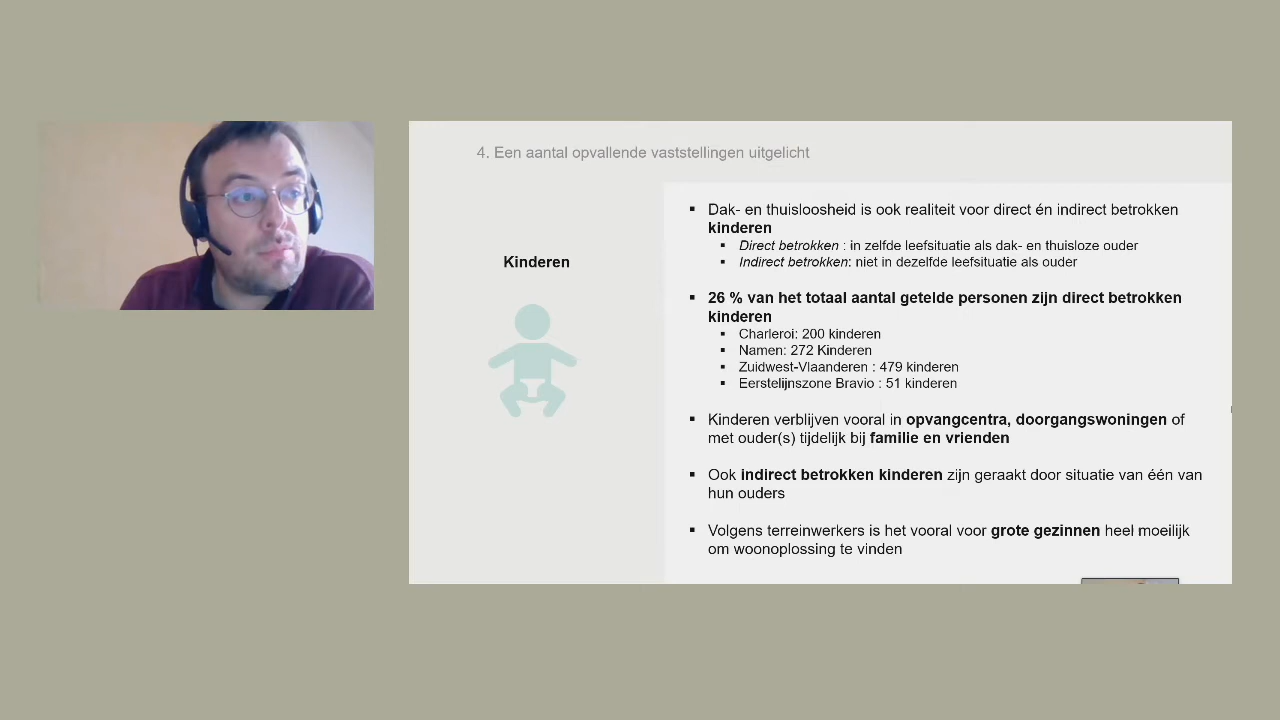 4. Een aantal opvallende vaststellingen uitgelicht
Kinderen
▪ Dak- en thuisloosheid is ook realiteit voor direct én indirect betrokken
kinderen
▪ Direct betrokken : in zelfde leefsituatie als dak- en thuisloze ouder
▪ Indirect betrokken: niet in dezelfde leefsituatie als ouder
▪ 26 % van het totaal aantal getelde personen zijn direct betrokken
kinderen
▪ Charleroi: 200 kinderen
▪ Namen: 272 Kinderen
▪ Zuidwest-Vlaanderen : 479 kinderen
▪ Eerstelijnszone Bravio : 51 kinderen
▪ Kinderen verblijven vooral in opvangcentra, doorgangswoningen of
met ouder(s) tijdelijk bij familie en vrienden
▪ Ook indirect betrokken kinderen zijn geraakt door situatie van één van
hun ouders
▪ Volgens terreinwerkers is het vooral voor grote gezinnen heel moeilijk
om woonoplossing te vinden